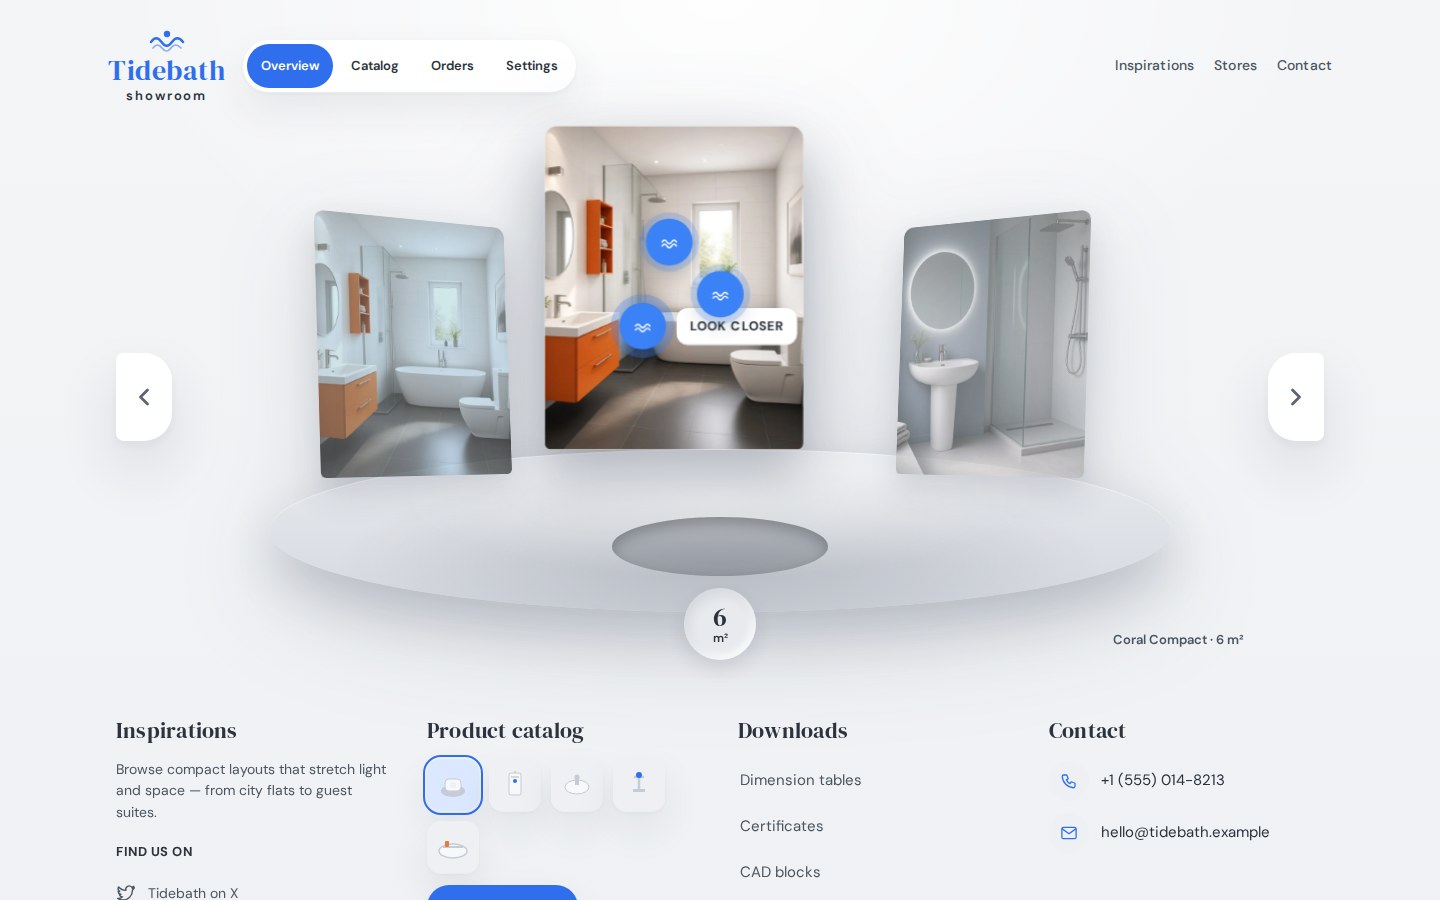 Tidebath
showroom
Overview
Catalog
Orders
Settings
Inspirations
Stores
Contact
LOOK CLOSER
6
m²
Coral Compact · 6 m²
Inspirations
Browse compact layouts that stretch light
and space — from city flats to guest
suites.
FIND US ON
Tidebath on X
Product catalog
Downloads
Dimension tables
Certificates
CAD blocks
Contact
+1 (555) 014-8213
hello@tidebath.example